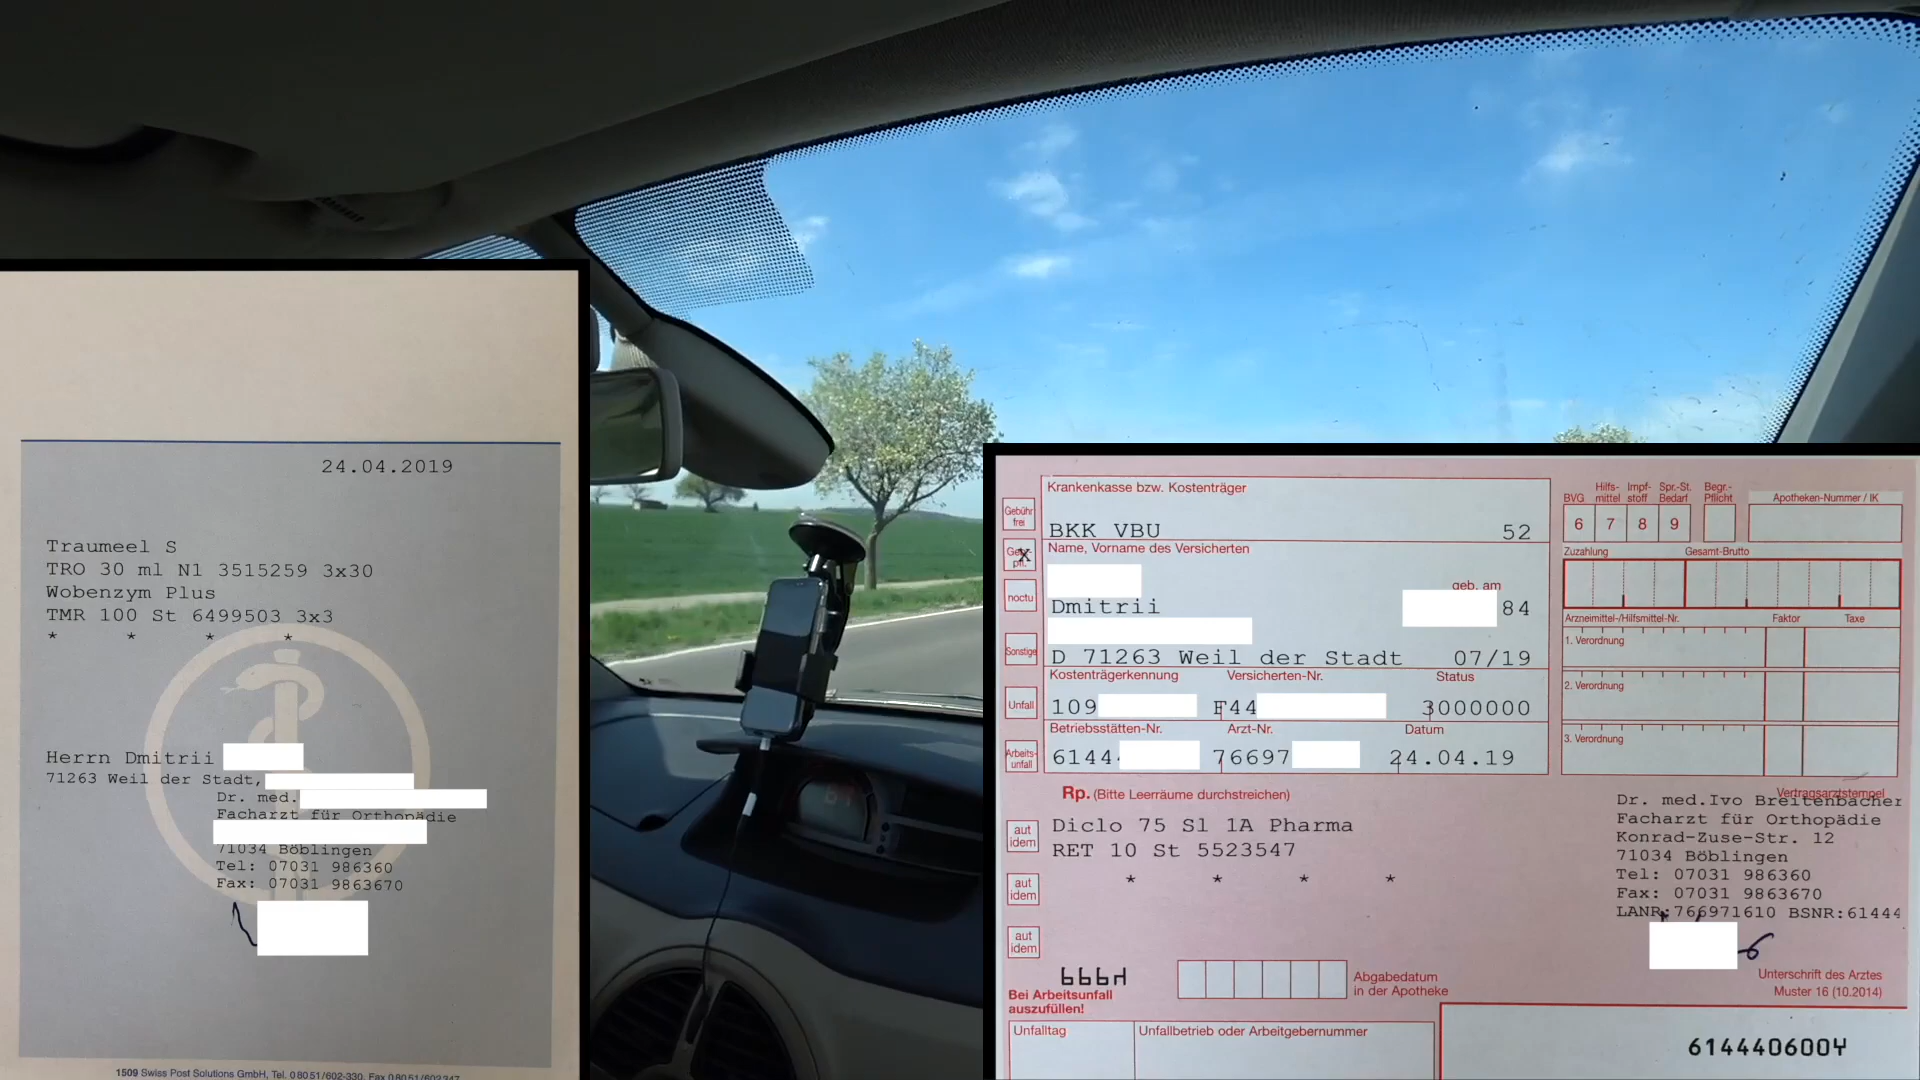 24.04.2019
Traumeel S
TRO 30 ml N1 3515259 3x30
Wobenzym Plus
TMR 100 St 6499503 3x3
* * * *
Herrn Dmitrii
71263 Weil der Stadt,
Dr. med.
Facharzt für Orthopädie
71034 Böblingen
Tel: 07031 986360
Fax: 07031 9863670
1509 Swiss Post Solutions GmbH, Tel. 08051/602-330, Fax 08051/602347
Krankenkasse bzw. Kostenträger
BKK VBU 52
Name, Vorname des Versicherten
geb. am
Dmitrii 84
D 71263 Weil der Stadt 07/19
Kostenträgerkennung Versicherten-Nr. Status
109 F44 3000000
Betriebsstätten-Nr. Arzt-Nr. Datum
6144 76697 24.04.19
Gebühr frei
X
noctu
Sonstige
Unfall
Arbeits-unfall
BVG Hilfs-mittel Impf-stoff Spr.-St. Bedarf Begr.-Pflicht Apotheken-Nummer / IK
6 7 8 9
Zuzahlung Gesamt-Brutto
Arzneimittel-/Hilfsmittel-Nr. Faktor Taxe
1. Verordnung
2. Verordnung
3. Verordnung
Vertragsarztstempel
Rp. (Bitte Leerräume durchstreichen)
Diclo 75 Sl 1A Pharma
RET 10 St 5523547
* * * *
aut idem
aut idem
aut idem
Dr. med.Ivo Breitenbacher
Facharzt für Orthopädie
Konrad-Zuse-Str. 12
71034 Böblingen
Tel: 07031 986360
Fax: 07031 9863670
LANR:766971610 BSNR:61444
666H
Abgabedatum
in der Apotheke
Unterschrift des Arztes
Muster 16 (10.2014)
Bei Arbeitsunfall
auszufüllen!
Unfalltag Unfallbetrieb oder Arbeitgebernummer
614440600Y